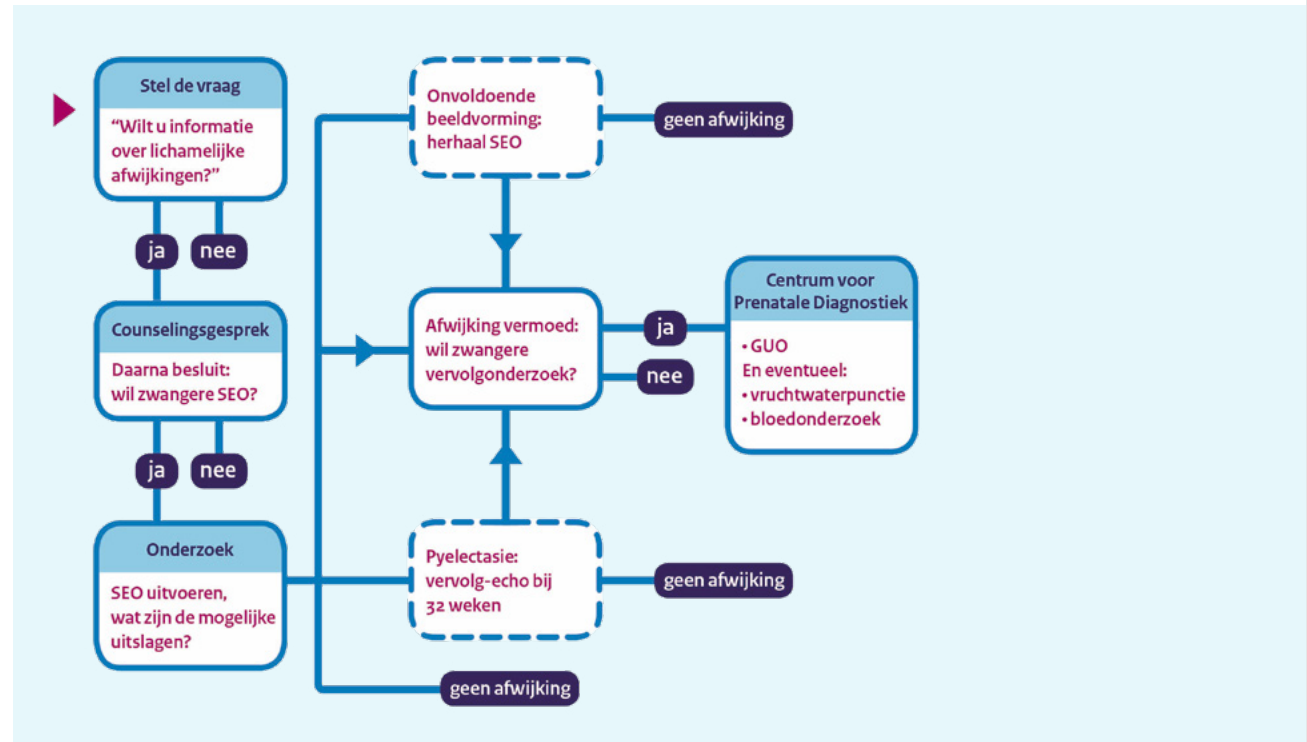 Stel de vraag
“Wilt u informatie
over lichamelijke
afwijkingen?”
ja
nee
Counselingsgesprek
Daarna besluit:
wil zwangere SEO?
ja
nee
Onderzoek
SEO uitvoeren,
wat zijn de mogelijke
uitslagen?
Onvoldoende
beeldvorming:
herhaal SEO
geen afwijking
Afwijking vermoed:
wil zwangere
vervolgonderzoek?
ja
nee
Centrum voor
Prenatale Diagnostiek
• GUO
En eventueel:
• vruchtwaterpunctie
• bloedonderzoek
Pyelectasie:
vervolg-echo bij
32 weken
geen afwijking
geen afwijking